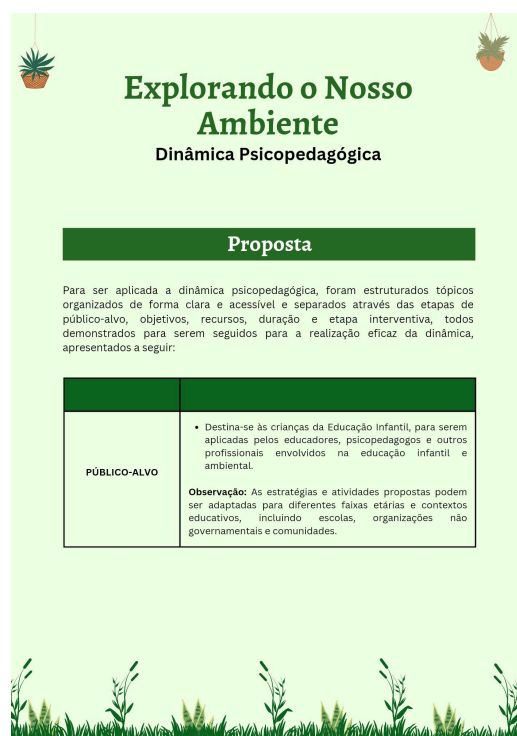 Explorando o Nosso
Ambiente
Dinâmica Psicopedagógica
Proposta
Para ser aplicada a dinâmica psicopedagógica, foram estruturados tópicos
organizados de forma clara e acessível e separados através das etapas de
público-alvo, objetivos, recursos, duração e etapa interventiva, todos
demonstrados para serem seguidos para a realização eficaz da dinâmica,
apresentados a seguir:
PÚBLICO-ALVO
• Destina-se às crianças da Educação Infantil, para serem
aplicadas pelos educadores, psicopedagogos e outros
profissionais envolvidos na educação infantil e
ambiental.
Observação: As estratégias e atividades propostas podem
ser adaptadas para diferentes faixas etárias e contextos
educativos, incluindo escolas, organizações não
governamentais e comunidades.